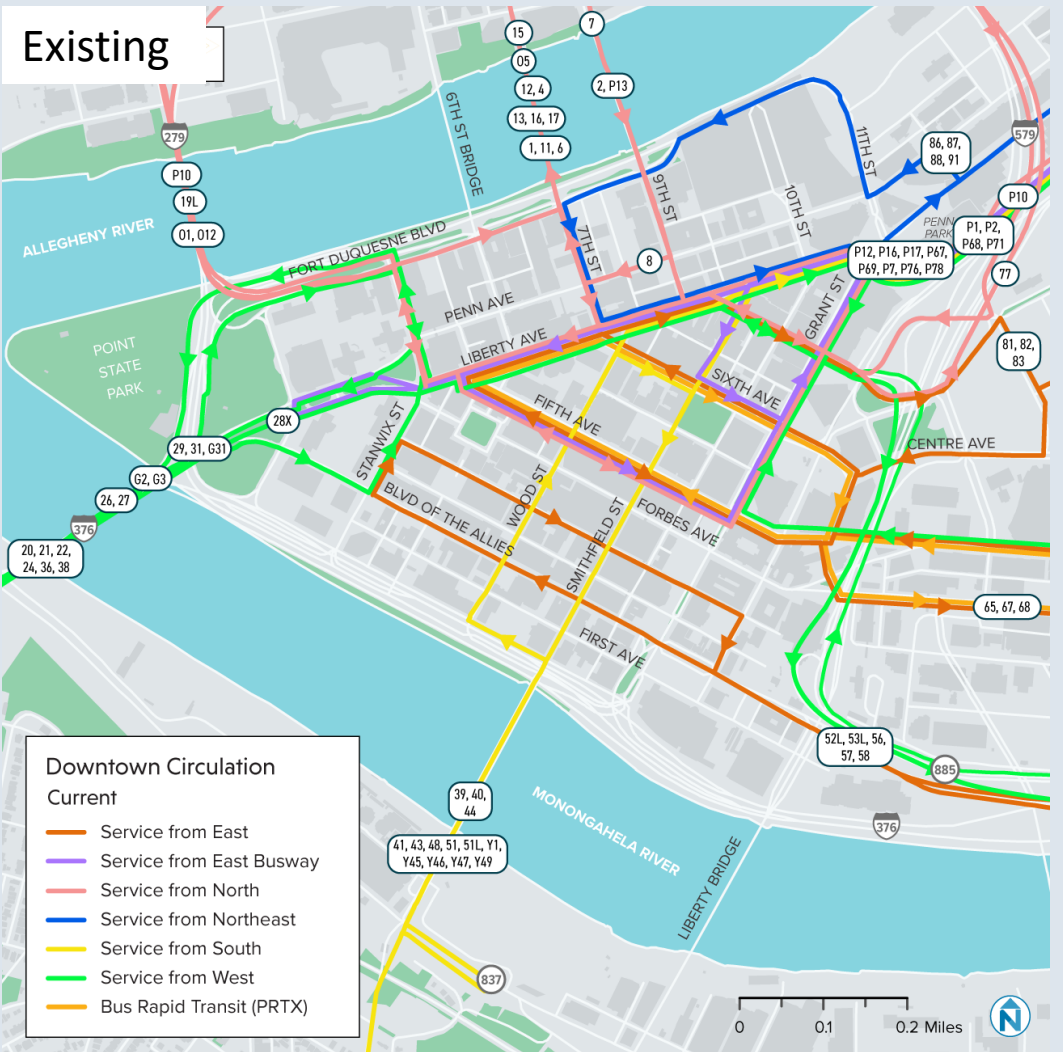 Existing
15
7
O5
2, P13
12, 4
13, 16, 17
1, 11, 6
6TH ST BRIDGE
279
P10
19L
O1, O12
ALLEGHENY RIVER
FORT DUQUESNE BLVD
9TH ST
11TH ST
10TH ST
7TH ST
8
86, 87,
88, 91
579
P10
PENN
PARK
P1, P2,
P68, P71
P12, P16, P17, P67,
P69, P7, P76, P78
77
PENN AVE
LIBERTY AVE
GRANT ST
POINT
STATE
PARK
81, 82,
83
SIXTH AVE
FIFTH AVE
28X
29, 31, G31
STANWIX ST
CENTRE AVE
G2, G3
26, 27
376
WOOD ST
BLVD OF THE ALLIES
SMITHFIELD ST
FORBES AVE
20, 21, 22,
24, 36, 38
65, 67, 68
FIRST AVE
52L, 53L, 56,
57, 58
885
376
39, 40,
44
MONONGAHELA RIVER
41, 43, 48, 51, 51L, Y1,
Y45, Y46, Y47, Y49
LIBERTY BRIDGE
837
Downtown Circulation
Current
Service from East
Service from East Busway
Service from North
Service from Northeast
Service from South
Service from West
Bus Rapid Transit (PRTX)
0 0.1 0.2 Miles
N